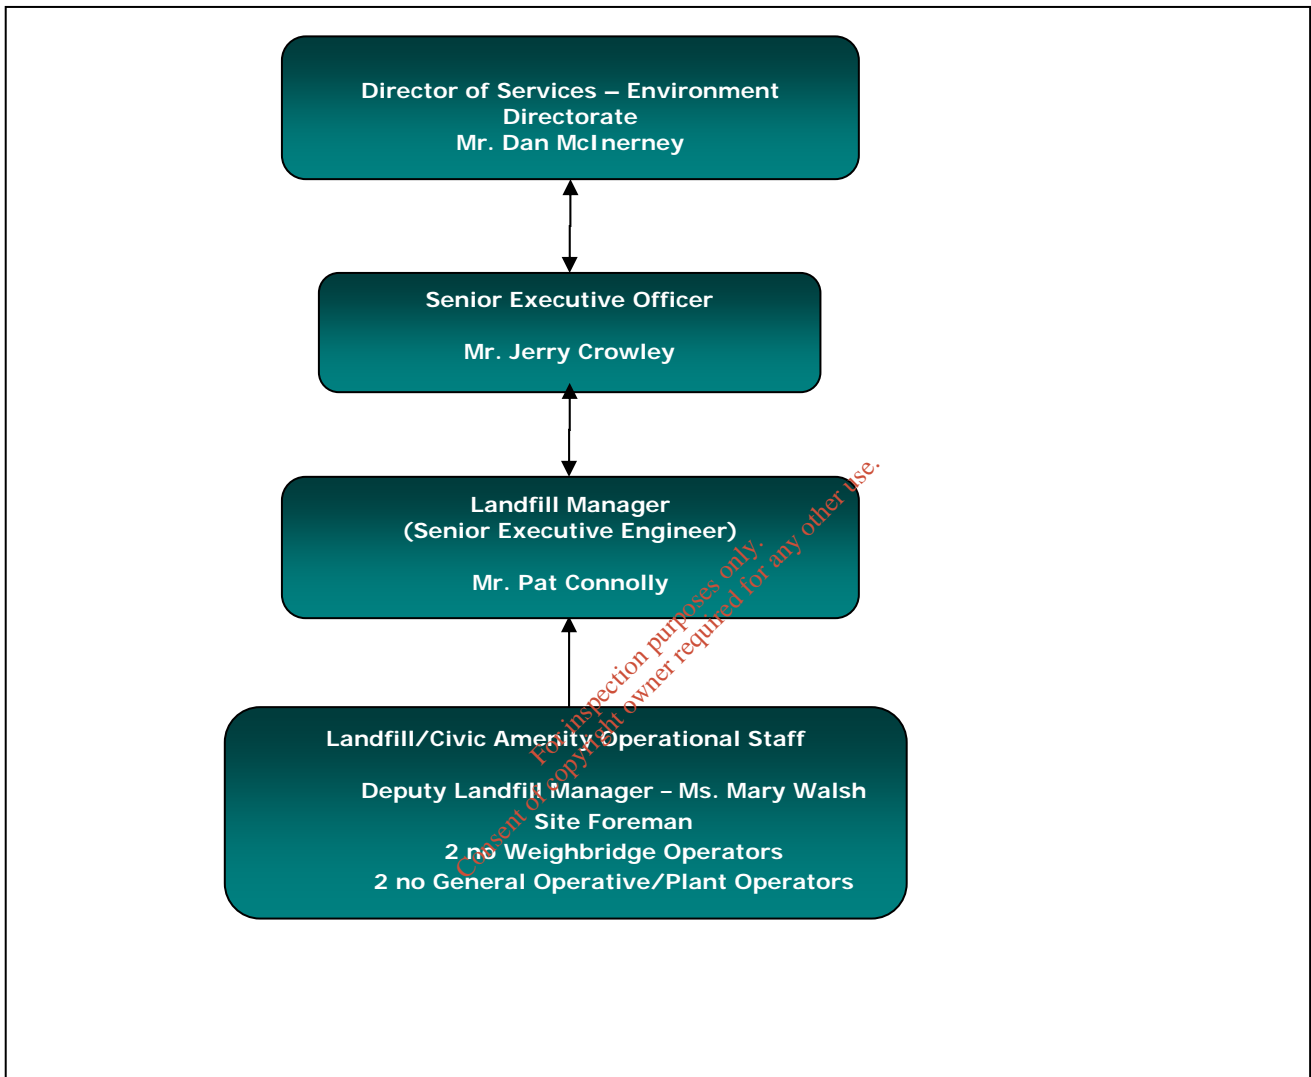 Director of Services – Environment
Directorate
Mr. Dan McInerney
Senior Executive Officer
Mr. Jerry Crowley
Landfill Manager
(Senior Executive Engineer)
Mr. Pat Connolly
Landfill/Civic Amenity Operational Staff
Deputy Landfill Manager – Ms. Mary Walsh
Site Foreman
2 no Weighbridge Operators
2 no General Operative/Plant Operators
For inspection purposes only.
Consent of copyright owner required for any other use.